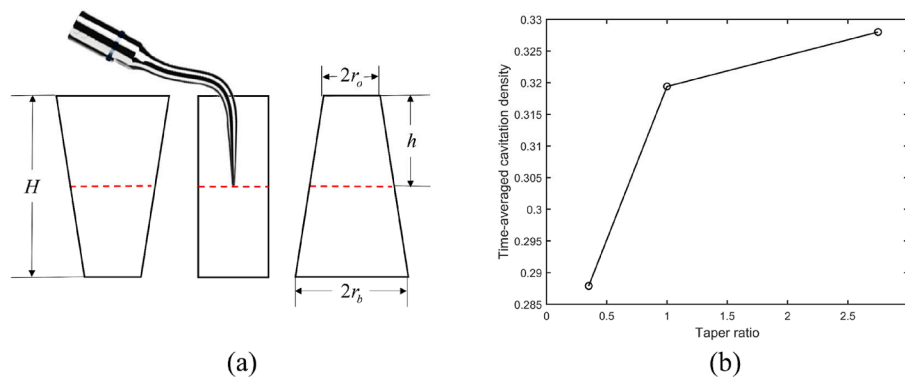 2r_o
h
H
2r_b
(a)
0.33
0.325
0.32
0.315
0.31
0.305
0.3
0.295
0.29
0.285
Time-averaged cavitation density
0 0.5 1 1.5 2 2.5
Taper ratio
(b)